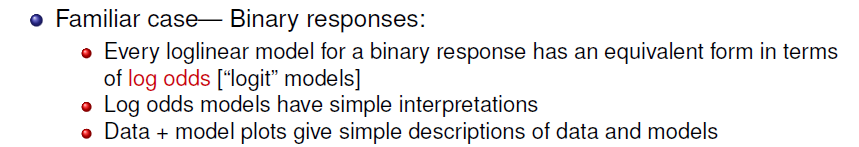 Familiar case— Binary responses:
Every loglinear model for a binary response has an equivalent form in terms
of log odds ["logit" models]
Log odds models have simple interpretations
Data + model plots give simple descriptions of data and models